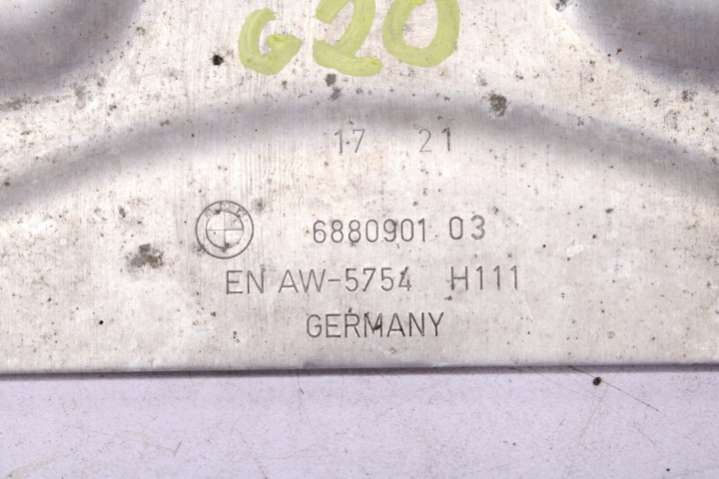 G20
17 21
6880901 03
EN AW-5754 H111
GERMANY